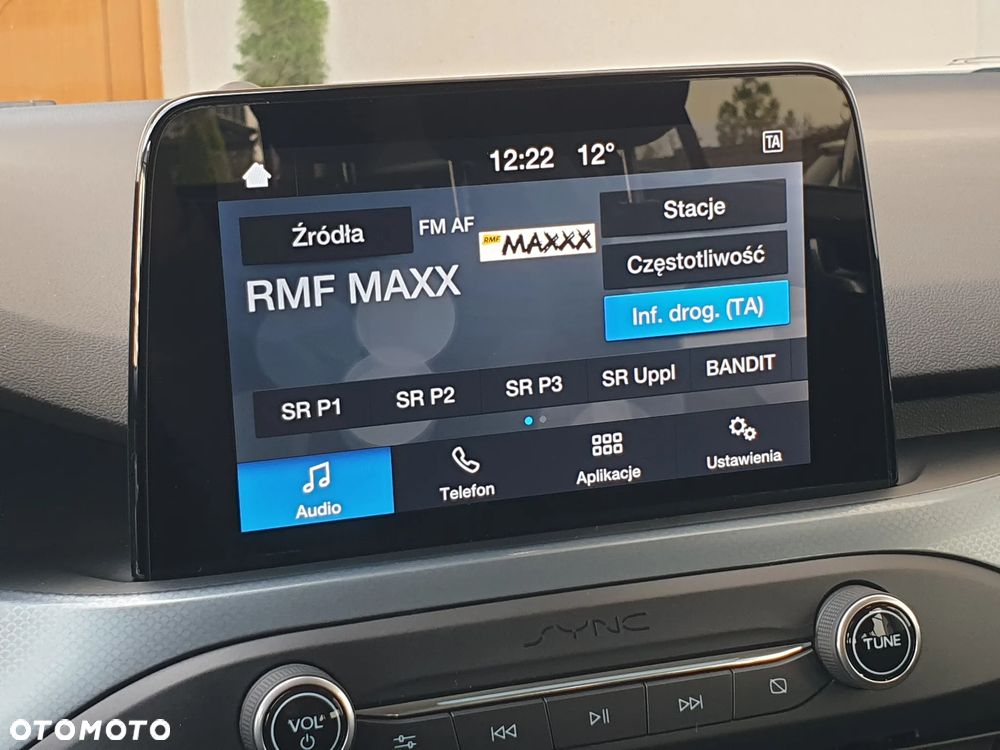 12:22 12°
TA
Źródła
FM AF
RMF MAXXX
Stacje
Częstotliwość
RMF MAXX
Inf. drog. (TA)
SR P1
SR P2
SR P3
SR Uppl
BANDIT
Audio
Telefon
Aplikacje
Ustawienia
SYNC
VOL
TUNE
OTOMOTO